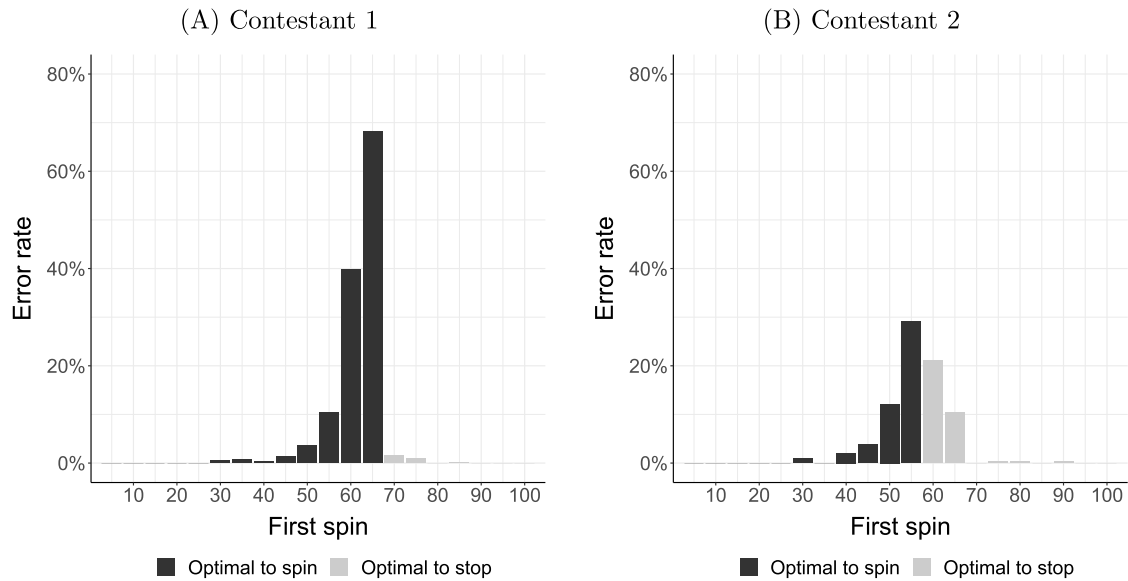 (A) Contestant 1
80%
60%
40%
20%
0%
Error rate
10 20 30 40 50 60 70 80 90 100
First spin
Optimal to spin Optimal to stop
(B) Contestant 2
80%
60%
40%
20%
0%
Error rate
10 20 30 40 50 60 70 80 90 100
First spin
Optimal to spin Optimal to stop